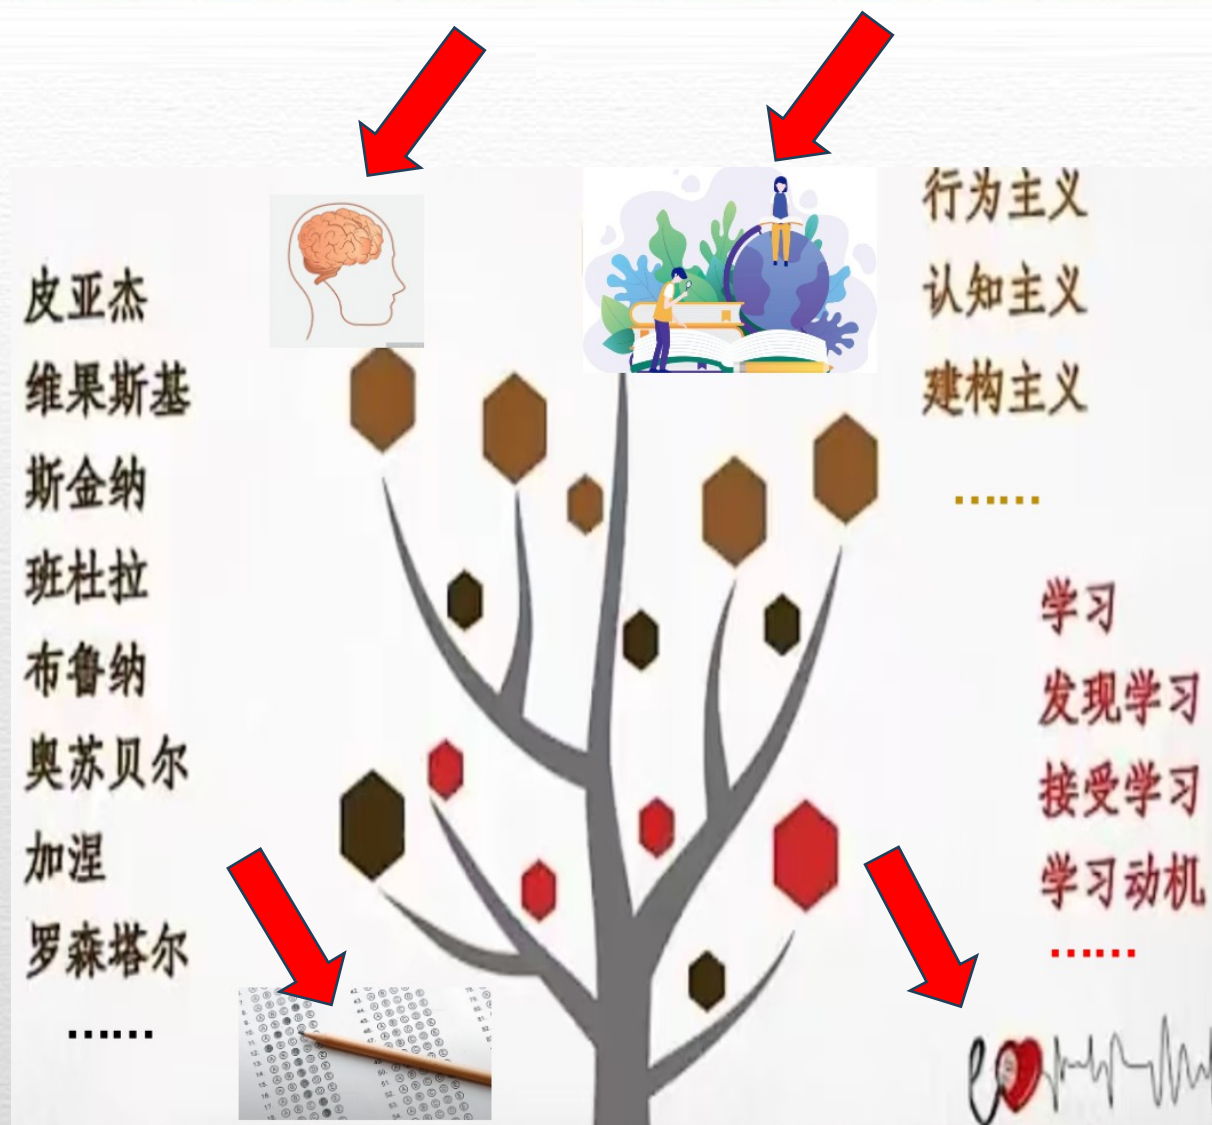 皮亚杰
维果斯基
斯金纳
班杜拉
布鲁纳
奥苏贝尔
加涅
罗森塔尔
……
行为主义
认知主义
建构主义
……
学习
发现学习
接受学习
学习动机
……